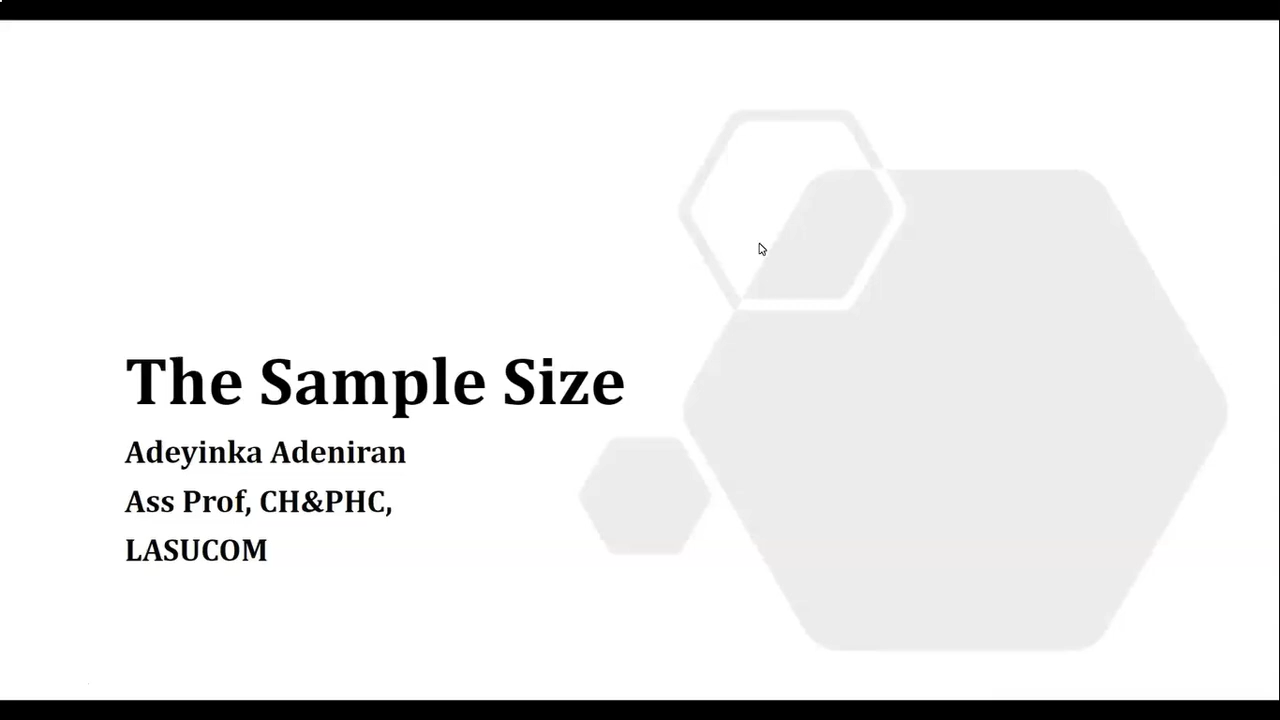 The Sample Size
Adeyinka Adeniran
Ass Prof, CH&PHC,
LASUCOM